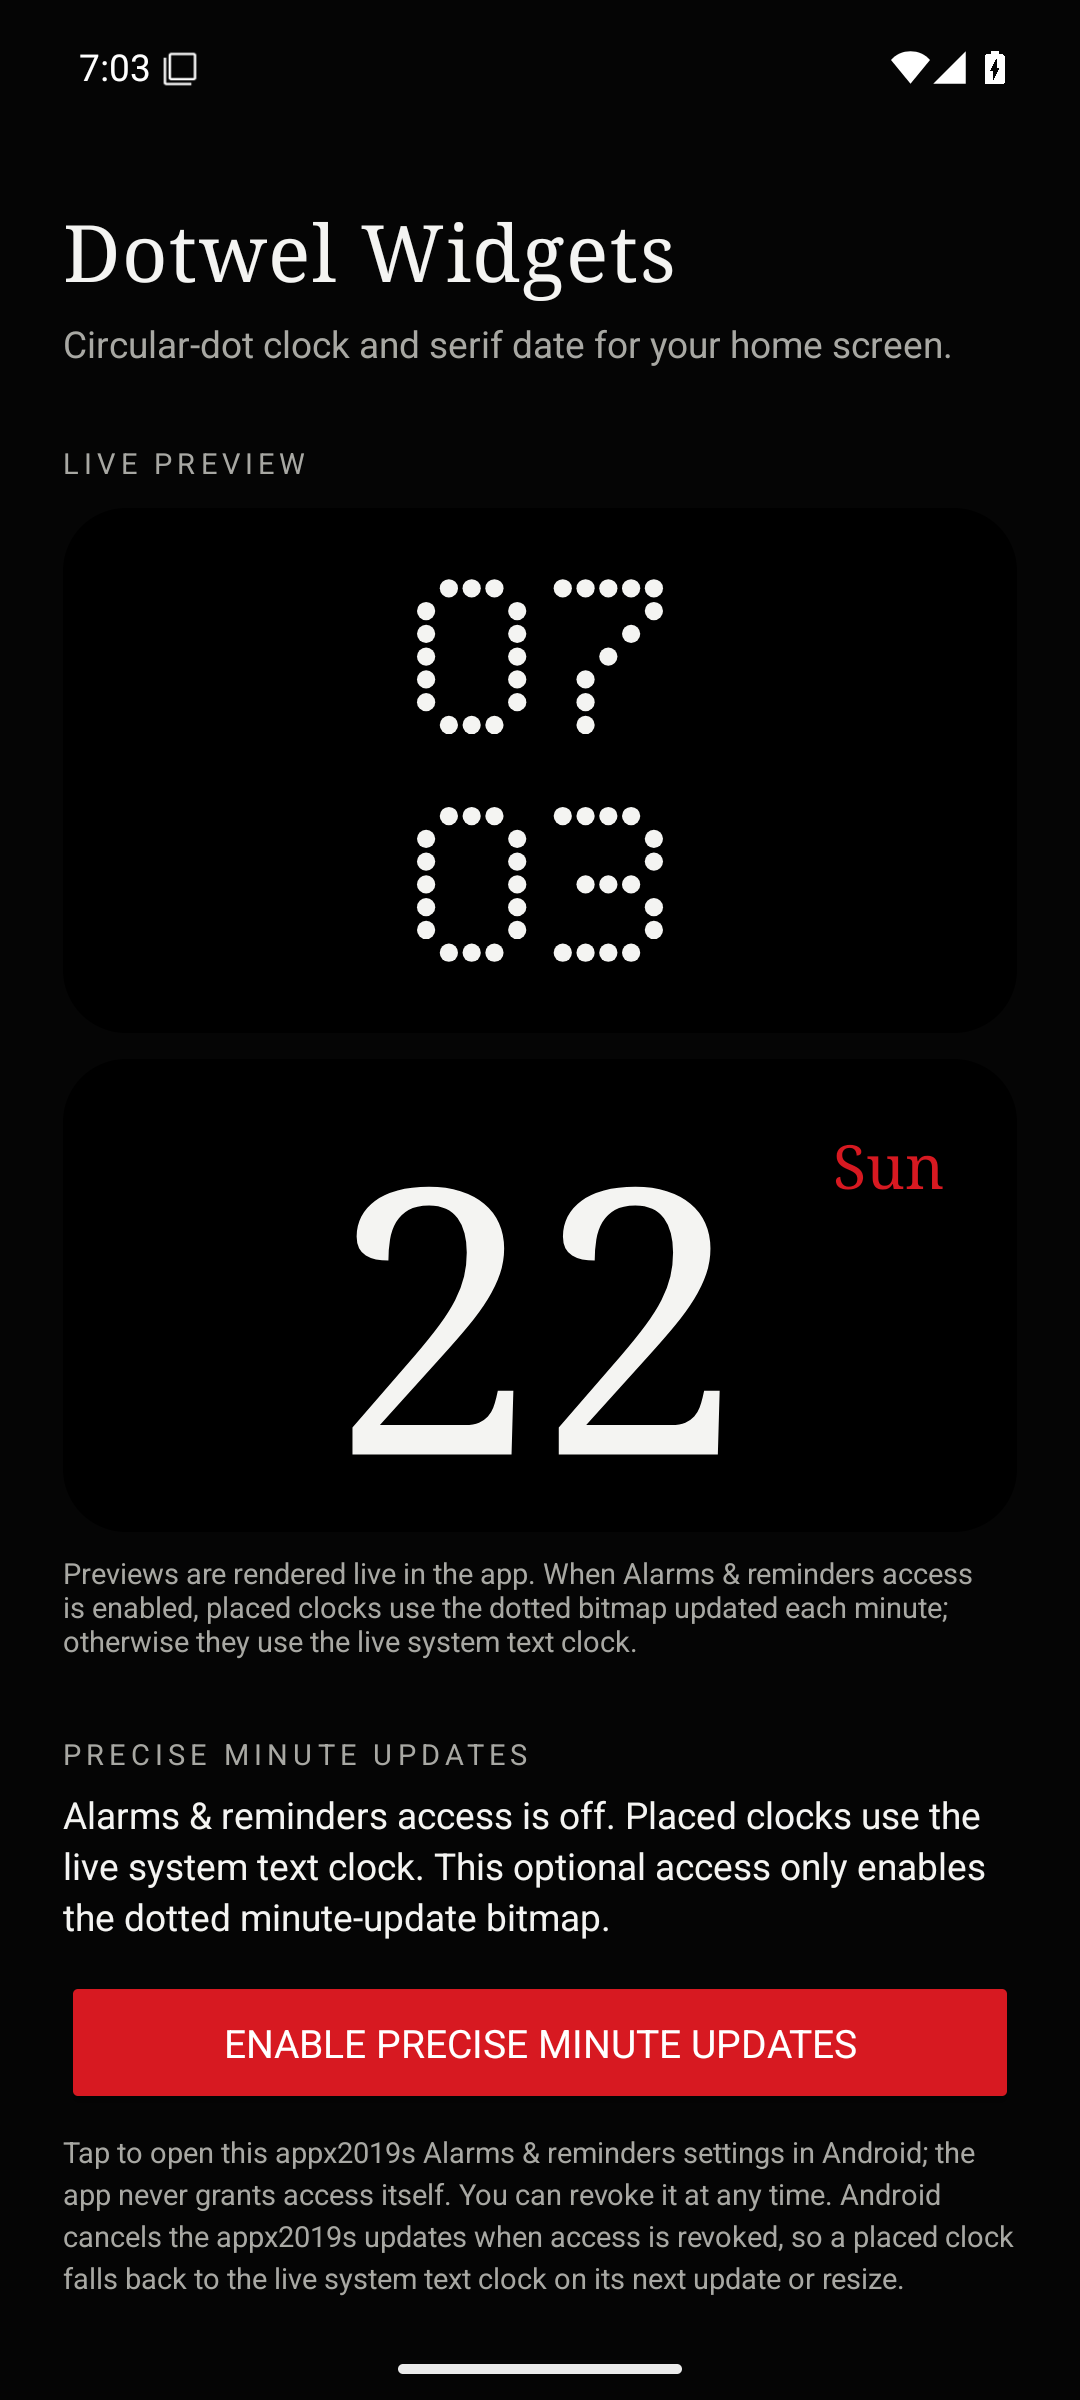 7:03
Dotwel Widgets
Circular-dot clock and serif date for your home screen.
LIVE PREVIEW
07
03
Sun
22
Previews are rendered live in the app. When Alarms & reminders access
is enabled, placed clocks use the dotted bitmap updated each minute;
otherwise they use the live system text clock.
PRECISE MINUTE UPDATES
Alarms & reminders access is off. Placed clocks use the
live system text clock. This optional access only enables
the dotted minute-update bitmap.
ENABLE PRECISE MINUTE UPDATES
Tap to open this appx2019s Alarms & reminders settings in Android; the
app never grants access itself. You can revoke it at any time. Android
cancels the appx2019s updates when access is revoked, so a placed clock
falls back to the live system text clock on its next update or resize.